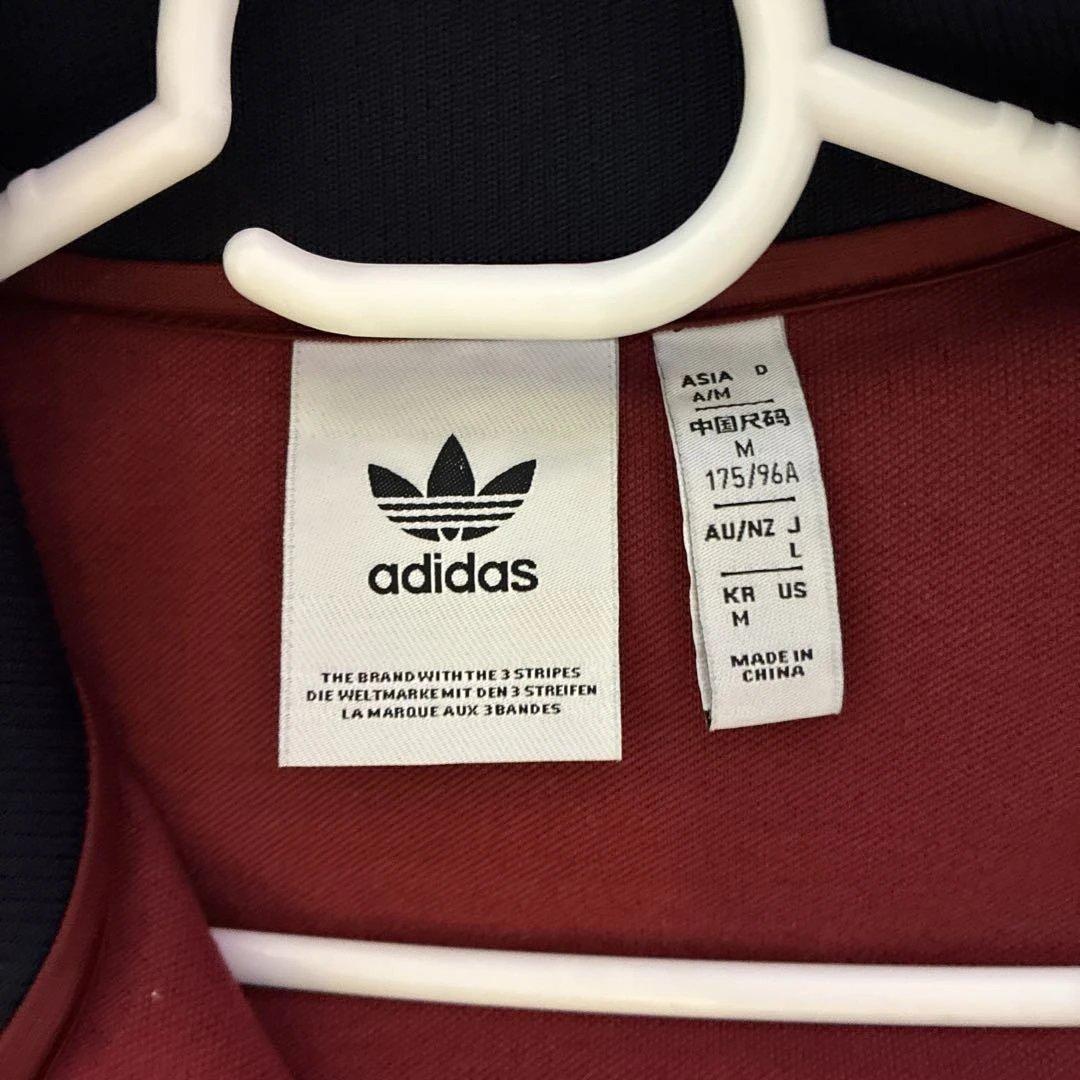 adidas
THE BRAND WITH THE 3 STRIPES
DIE WELTMARKE MIT DEN 3 STREIFEN
LA MARQUE AUX 3 BANDES
ASIA D
A/M
中国尺码
M
175/96A
AU/NZ J
L
KR US
M
MADE IN
CHINA